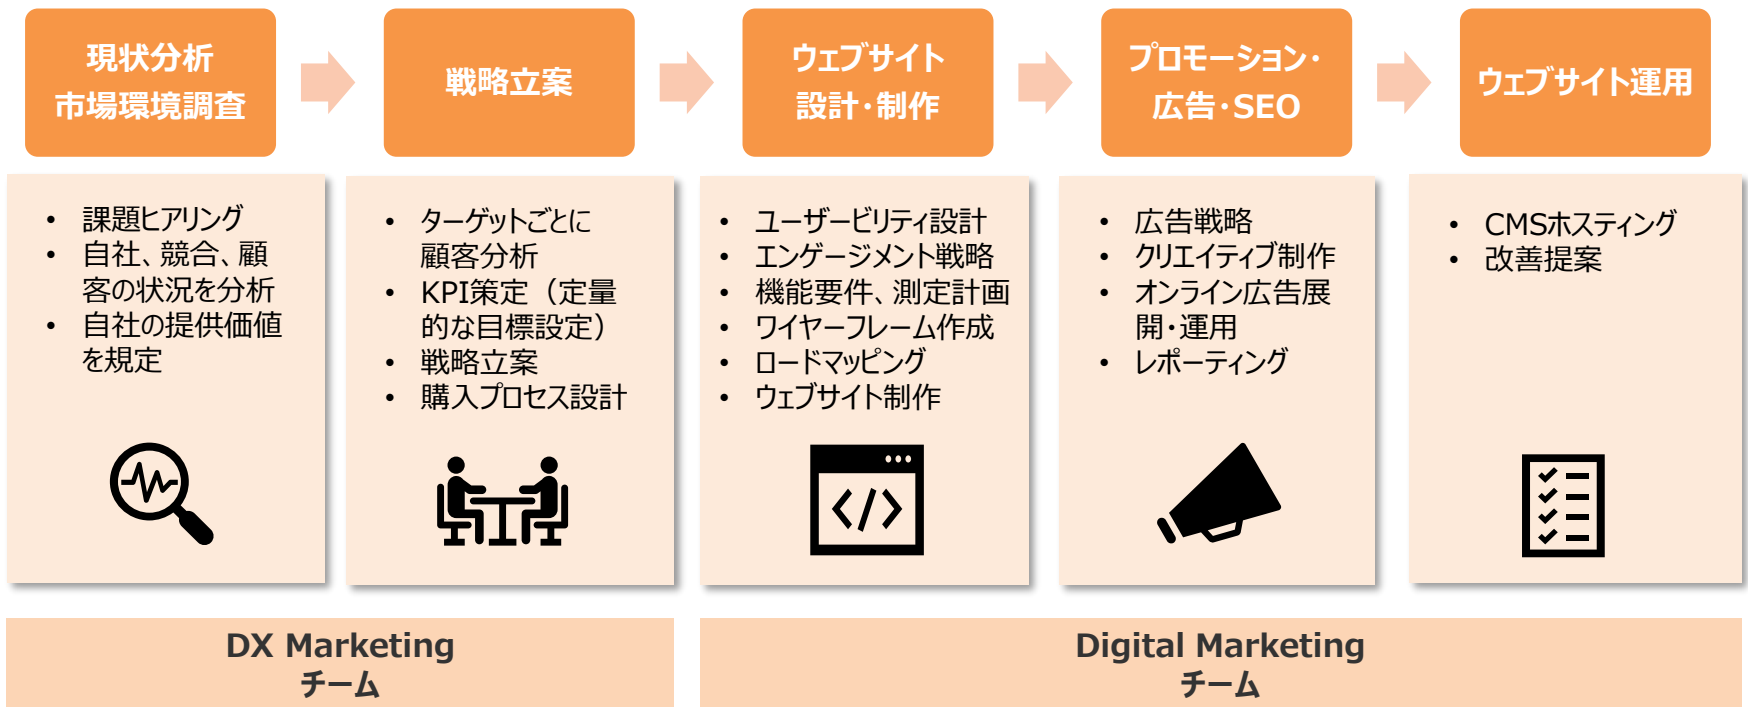 現状分析
市場環境調査
戦略立案
ウェブサイト
設計・制作
プロモーション・
広告・SEO
ウェブサイト運用
• 課題ヒアリング
• 自社、競合、顧
客の状況を分析
• 自社の提供価値
を規定
• ターゲットごとに
顧客分析
• KPI策定（定量
的な目標設定）
• 戦略立案
• 購入プロセス設計
• ユーザービリティ設計
• エンゲージメント戦略
• 機能要件、測定計画
• ワイヤーフレーム作成
• ロードマッピング
• ウェブサイト制作
• 広告戦略
• クリエイティブ制作
• オンライン広告展
開・運用
• レポーティング
• CMSホスティング
• 改善提案
DX Marketing
チーム
Digital Marketing
チーム